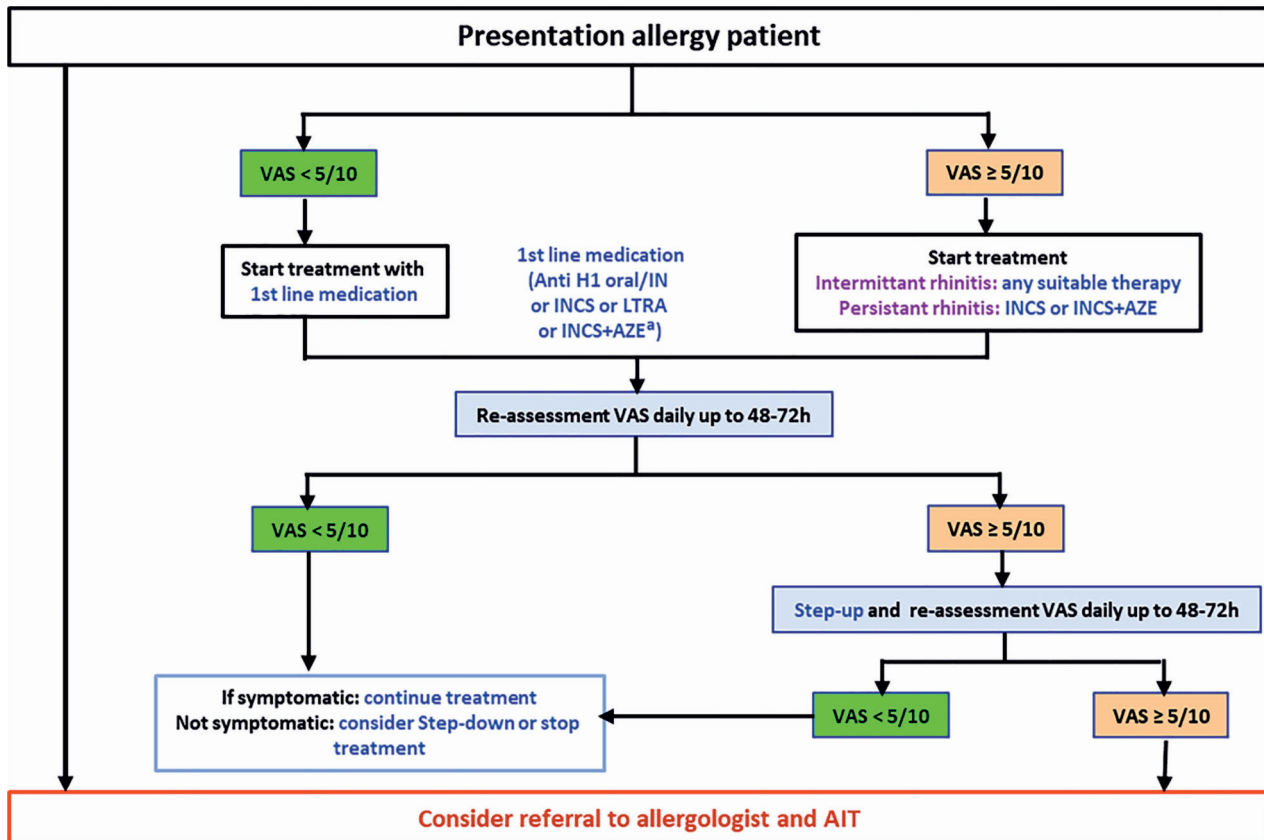 Presentation allergy patient
VAS < 5/10
VAS ≥ 5/10
Start treatment with
1st line medication
1st line medication
(Anti H1 oral/IN
or INCS or LTRA
or INCS+AZEᵃ)
Start treatment
Intermittant rhinitis: any suitable therapy
Persistant rhinitis: INCS or INCS+AZE
Re-assessment VAS daily up to 48-72h
VAS < 5/10
VAS ≥ 5/10
Step-up and re-assessment VAS daily up to 48-72h
If symptomatic: continue treatment
Not symptomatic: consider Step-down or stop
treatment
VAS < 5/10
VAS ≥ 5/10
Consider referral to allergologist and AIT